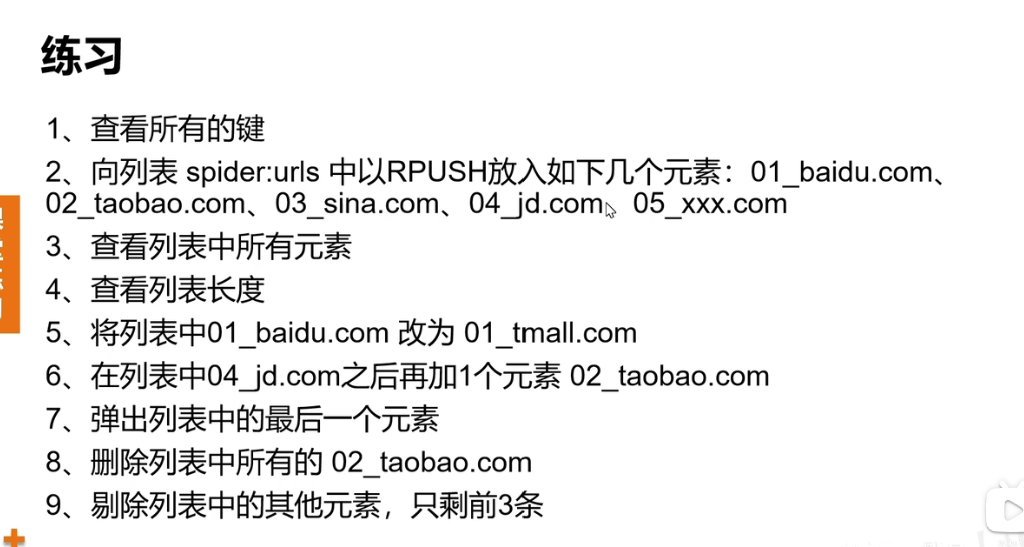 练习
1、查看所有的键
2、向列表 spider:urls 中以RPUSH放入如下几个元素：01_baidu.com、
02_taobao.com、03_sina.com、04_jd.com、05_xxx.com
3、查看列表中所有元素
4、查看列表长度
5、将列表中01_baidu.com 改为 01_tmall.com
6、在列表中04_jd.com之后再加1个元素 02_taobao.com
7、弹出列表中的最后一个元素
8、删除列表中所有的 02_taobao.com
9、剔除列表中的其他元素，只剩前3条